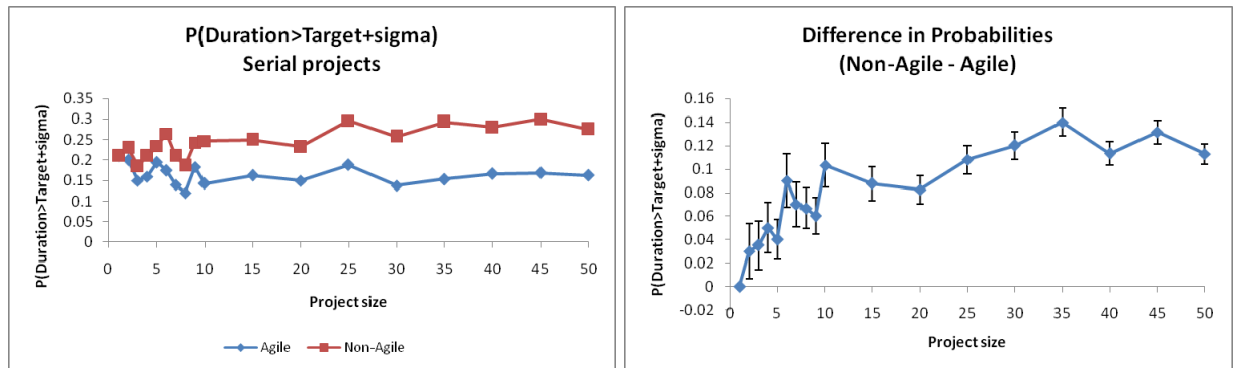 P(Duration>Target+sigma)
Serial projects
P(Duration>Target+sigma)
0.35
0.3
0.25
0.2
0.15
0.1
0.05
0
0 5 10 15 20 25 30 35 40 45 50
Project size
Agile Non-Agile
Difference in Probabilities
(Non-Agile - Agile)
P(Duration>Target+sigma)
0.16
0.14
0.12
0.1
0.08
0.06
0.04
0.02
0
-0.02
0 5 10 15 20 25 30 35 40 45 50
Project size